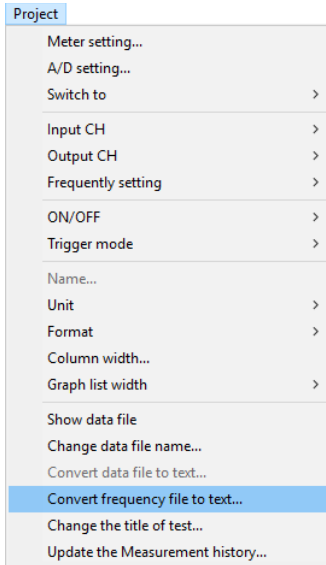 Project
Meter setting...
A/D setting...
Switch to
Input CH
Output CH
Frequently setting
ON/OFF
Trigger mode
Name...
Unit
Format
Column width...
Graph list width
Show data file
Change data file name...
Convert data file to text...
Convert frequency file to text...
Change the title of test...
Update the Measurement history...